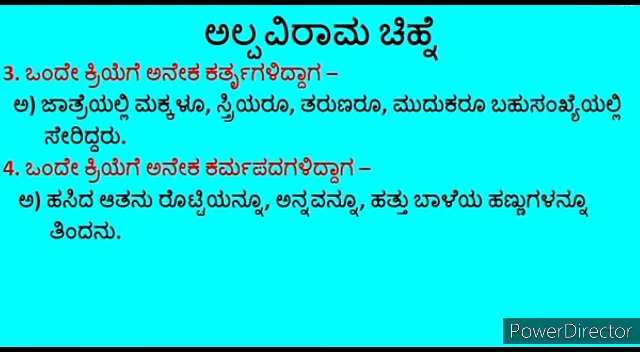 ಅಲ್ಪವಿರಾಮ ಚಿಹ್ನೆ
3. ಒಂದೇ ಕ್ರಿಯೆಗೆ ಅನೇಕ ಕರ್ತೃಗಳಿದ್ದಾಗ –
ಅ) ಜಾತ್ರೆಯಲ್ಲಿ ಮಕ್ಕಳೂ, ಸ್ತ್ರಿಯರೂ, ತರುಣರೂ, ಮುದುಕರೂ ಬಹುಸಂಖ್ಯೆಯಲ್ಲಿ
ಸೇರಿದ್ದರು.
4. ಒಂದೇ ಕ್ರಿಯೆಗೆ ಅನೇಕ ಕರ್ಮಪದಗಳಿದ್ದಾಗ –
ಅ) ಹಸಿದ ಆತನು ರೊಟ್ಟಿಯನ್ನೂ, ಅನ್ನವನ್ನೂ, ಹತ್ತು ಬಾಳೆಯ ಹಣ್ಣುಗಳನ್ನೂ
ತಿಂದನು.
PowerDirector